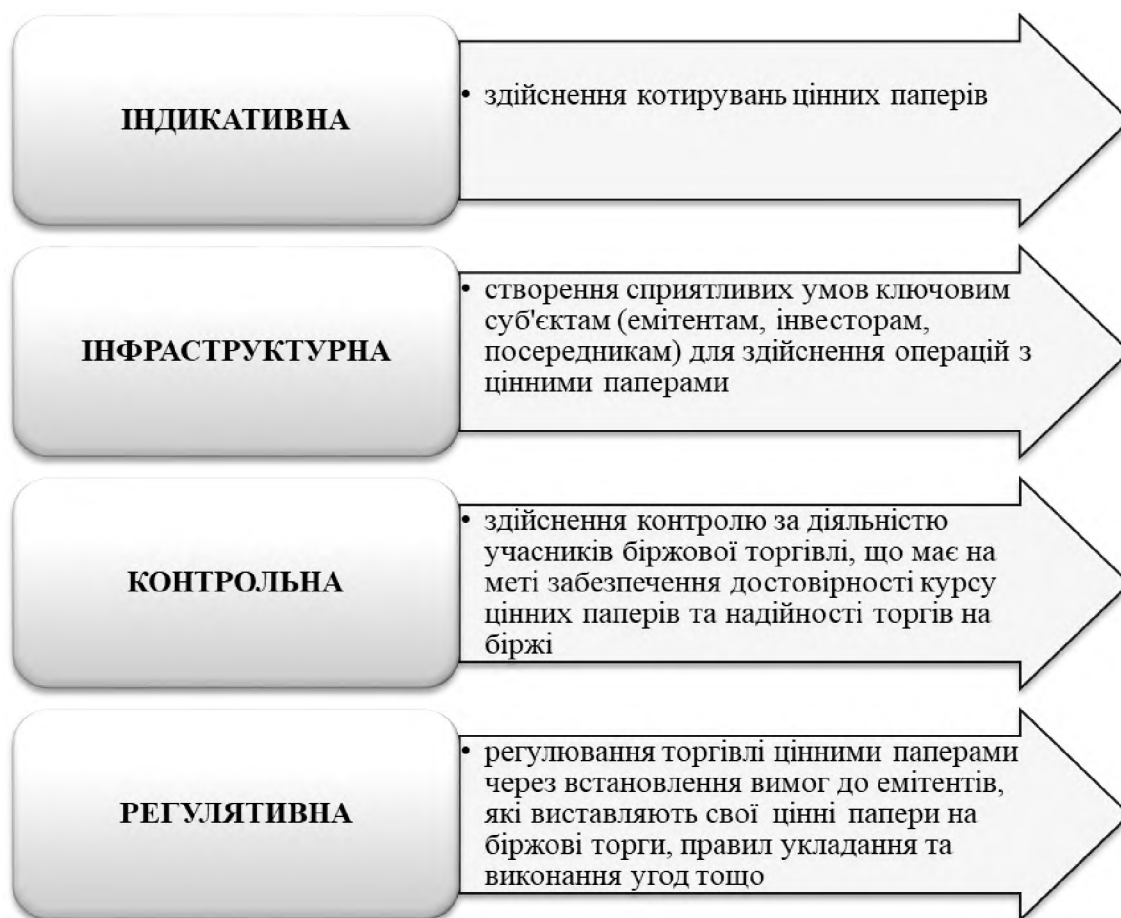 ІНДИКАТИВНА
• здійснення котирувань цінних паперів
ІНФРАСТРУКТУРНА
• створення сприятливих умов ключовим
суб'єктам (емітентам, інвесторам,
посередникам) для здійснення операцій з
цінними паперами
КОНТРОЛЬНА
• здійснення контролю за діяльністю
учасників біржової торгівлі, що має на
меті забезпечення достовірності курсу
цінних паперів та надійності торгів на
біржі
РЕГУЛЯТИВНА
• регулювання торгівлі цінними паперами
через встановлення вимог до емітентів,
які виставляють свої цінні папери на
біржові торги, правил укладання та
виконання угод тощо